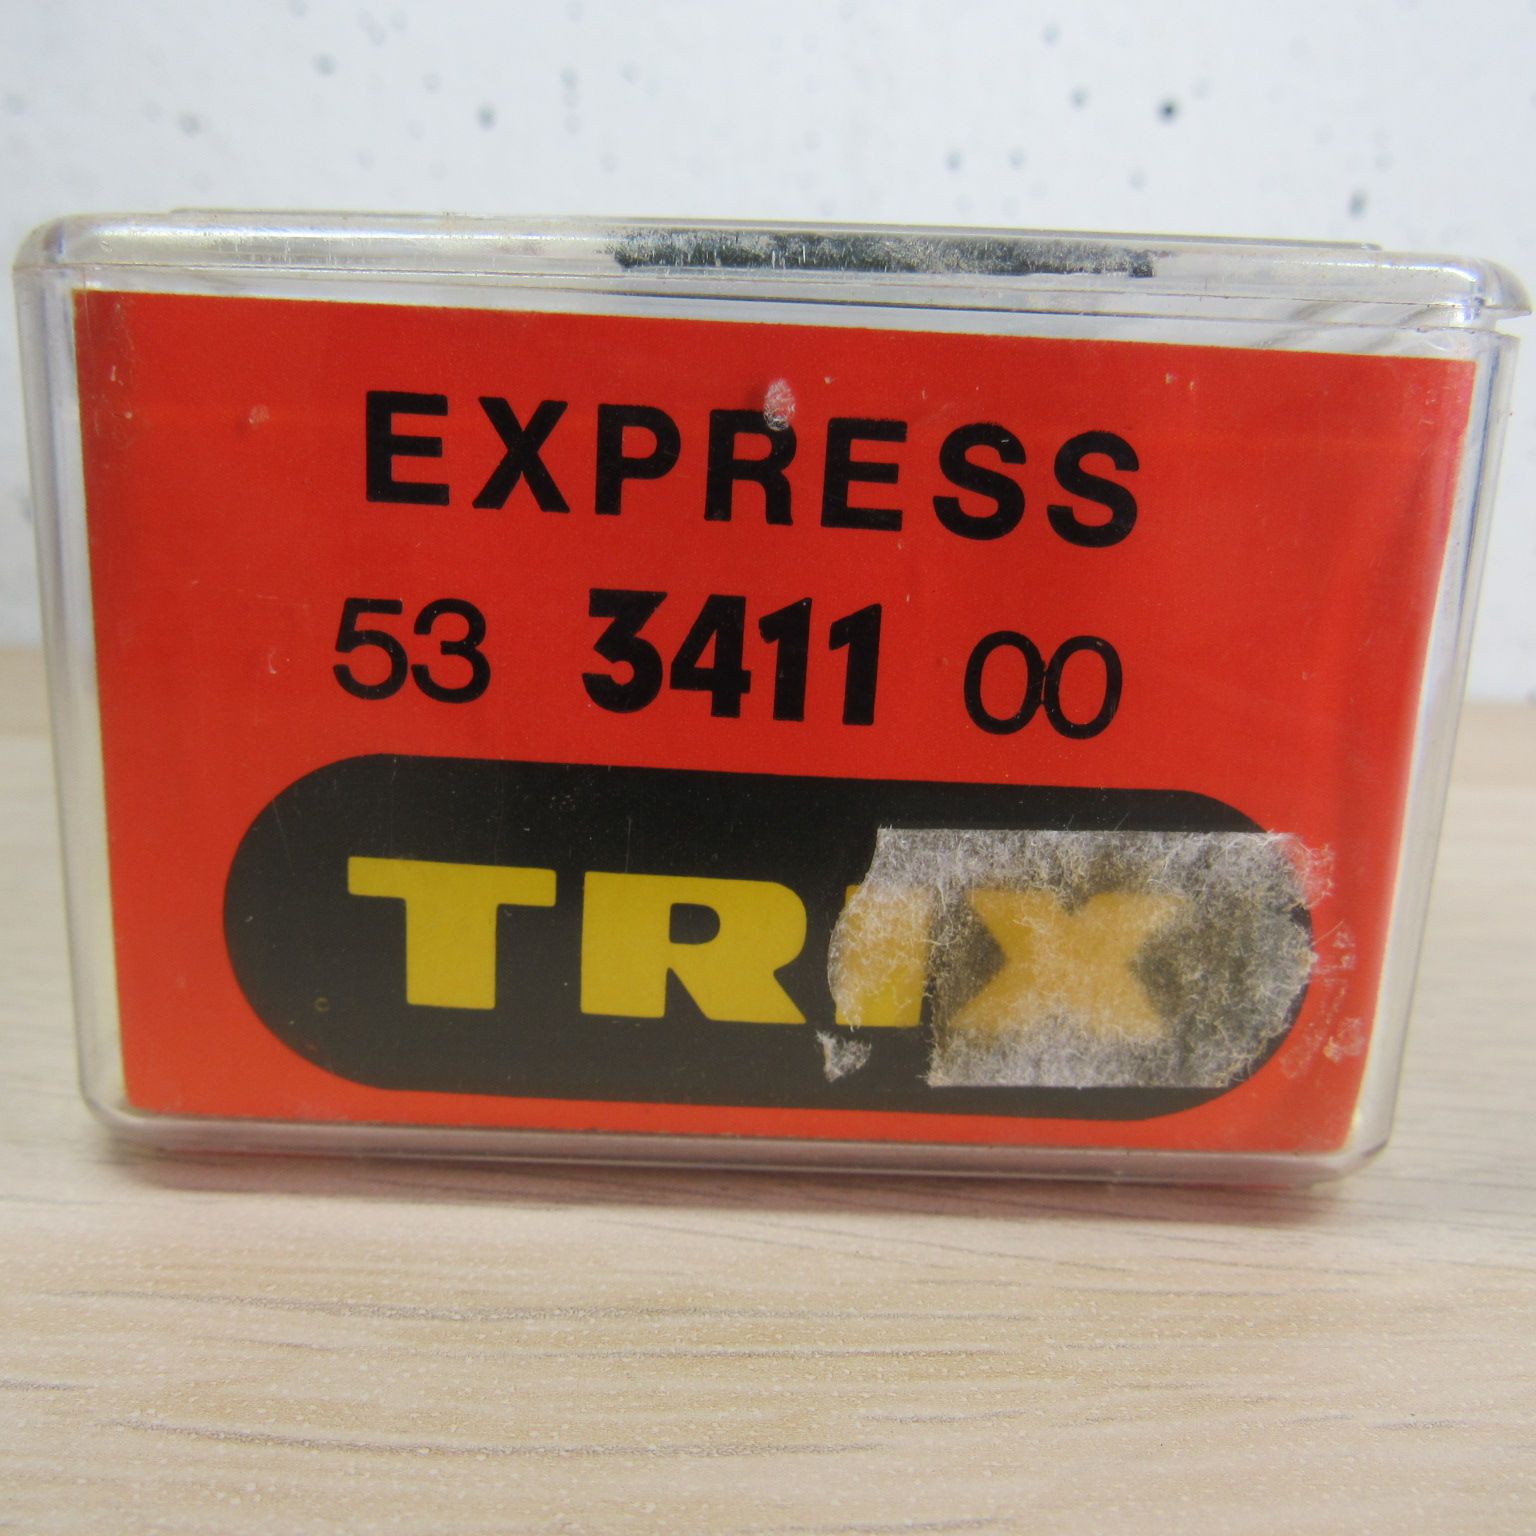 EXPRESS
53 3411 00
TRIX